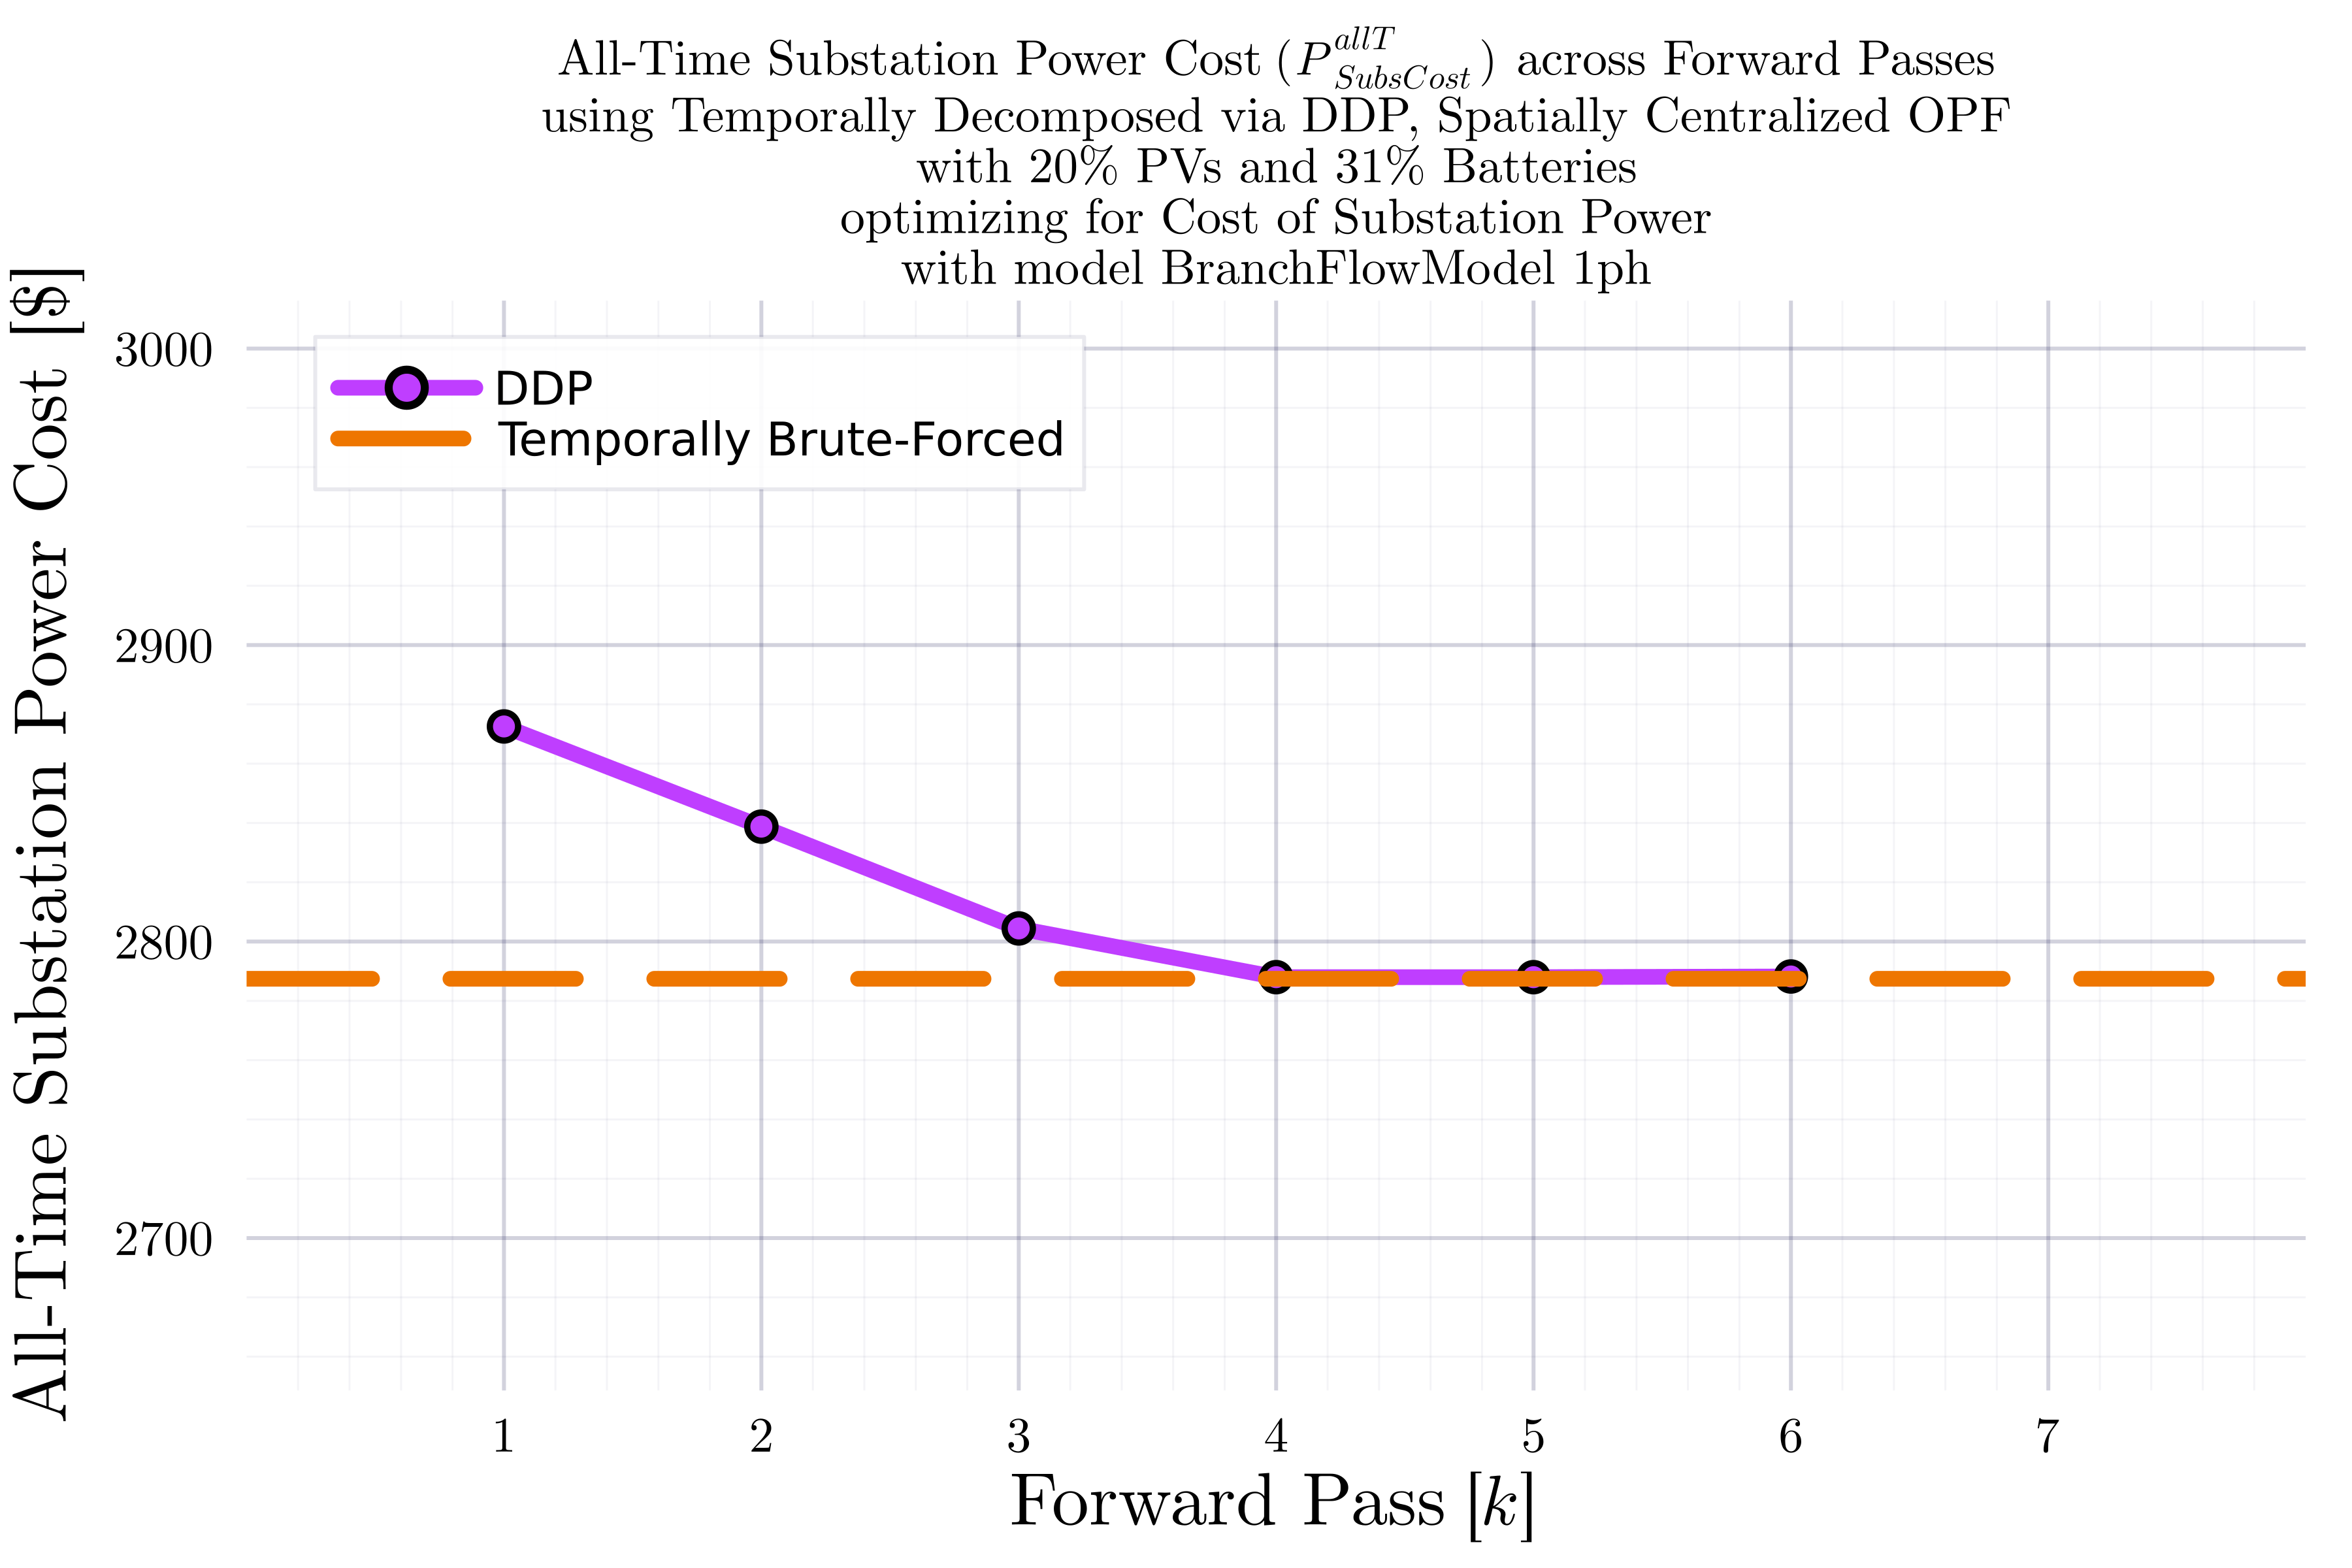 All-Time Substation Power Cost (P^{allT}_{SubsCost}) across Forward Passes
using Temporally Decomposed via DDP, Spatially Centralized OPF
with 20% PVs and 31% Batteries
optimizing for Cost of Substation Power
with model BranchFlowModel 1ph
All-Time Substation Power Cost [$]
3000
2900
2800
2700
DDP
Temporally Brute-Forced
1 2 3 4 5 6 7
Forward Pass [k]